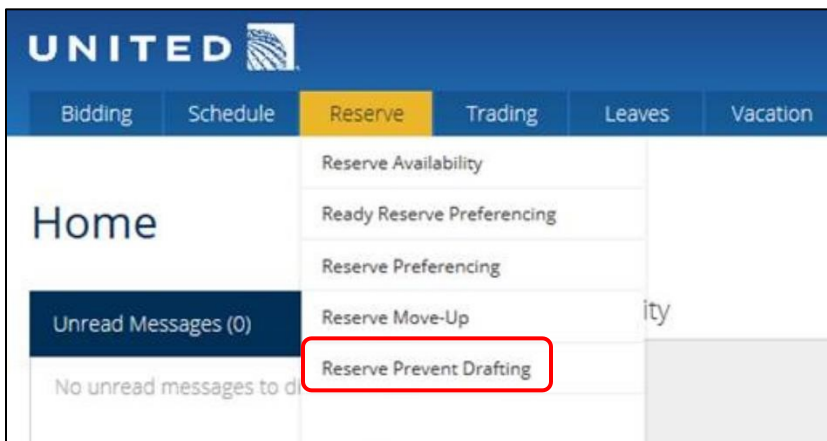 UNITED
Bidding Schedule Reserve Trading Leaves Vacation
Reserve Availability
Ready Reserve Preferencing
Home
Reserve Preferencing
Unread Messages (0)
Reserve Move-Up
ity
Reserve Prevent Drafting
No unread messages to di